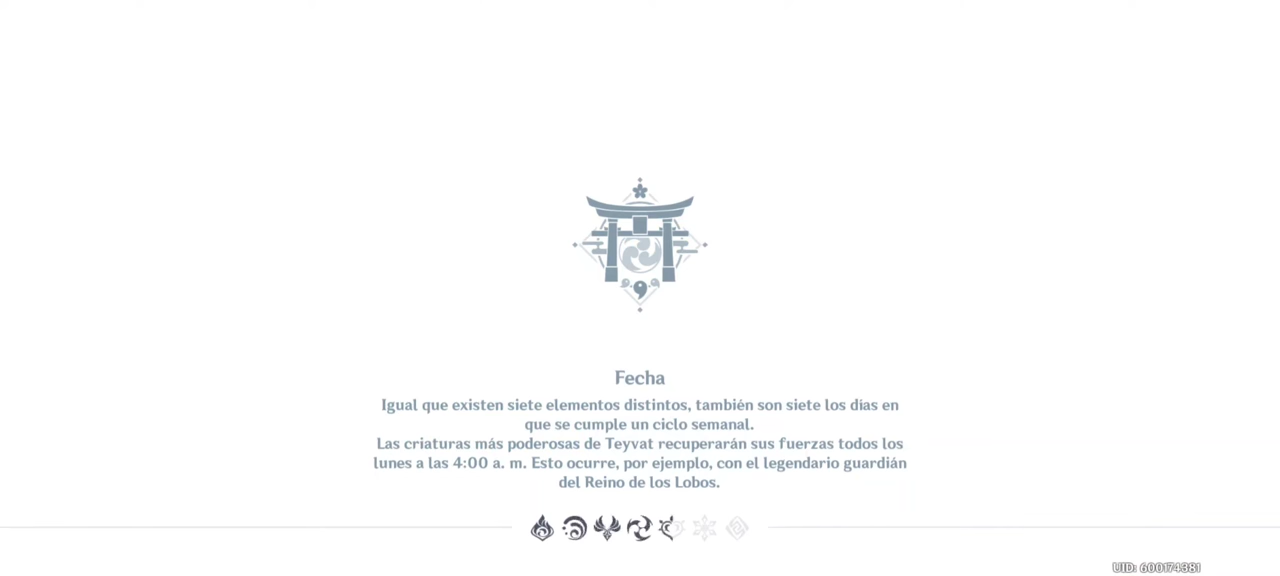 Fecha
Igual que existen siete elementos distintos, también son siete los días en
que se cumple un ciclo semanal.
Las criaturas más poderosas de Teyvat recuperarán sus fuerzas todos los
lunes a las 4:00 a. m. Esto ocurre, por ejemplo, con el legendario guardián
del Reino de los Lobos.
UID: 600174381